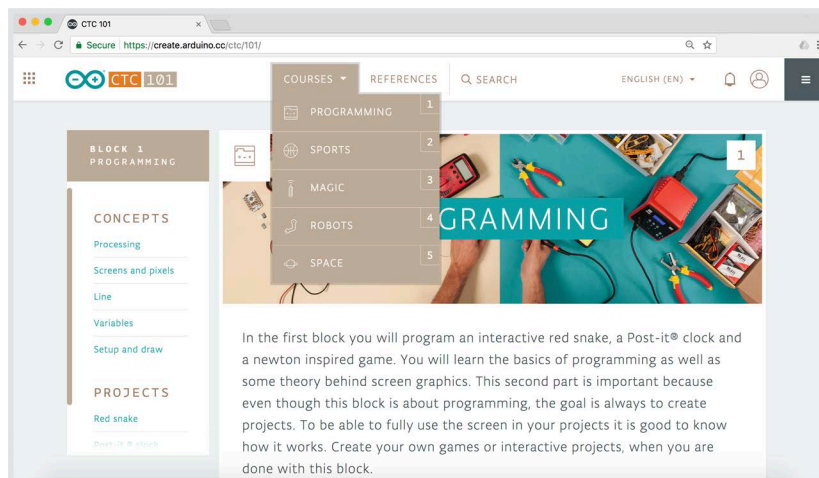 CTC 101
Secure https://create.arduino.cc/ctc/101/
CTC 101
COURSES
REFERENCES
SEARCH
ENGLISH (EN)
PROGRAMMING 1
SPORTS 2
MAGIC 3
ROBOTS 4
SPACE 5
BLOCK 1
PROGRAMMING
CONCEPTS
Processing
Screens and pixels
Line
Variables
Setup and draw
PROJECTS
Red snake
Post-it ® clock
1
GRAMMING
In the first block you will program an interactive red snake, a Post-it® clock and
a newton inspired game. You will learn the basics of programming as well as
some theory behind screen graphics. This second part is important because
even though this block is about programming, the goal is always to create
projects. To be able to fully use the screen in your projects it is good to know
how it works. Create your own games or interactive projects, when you are
done with this block.